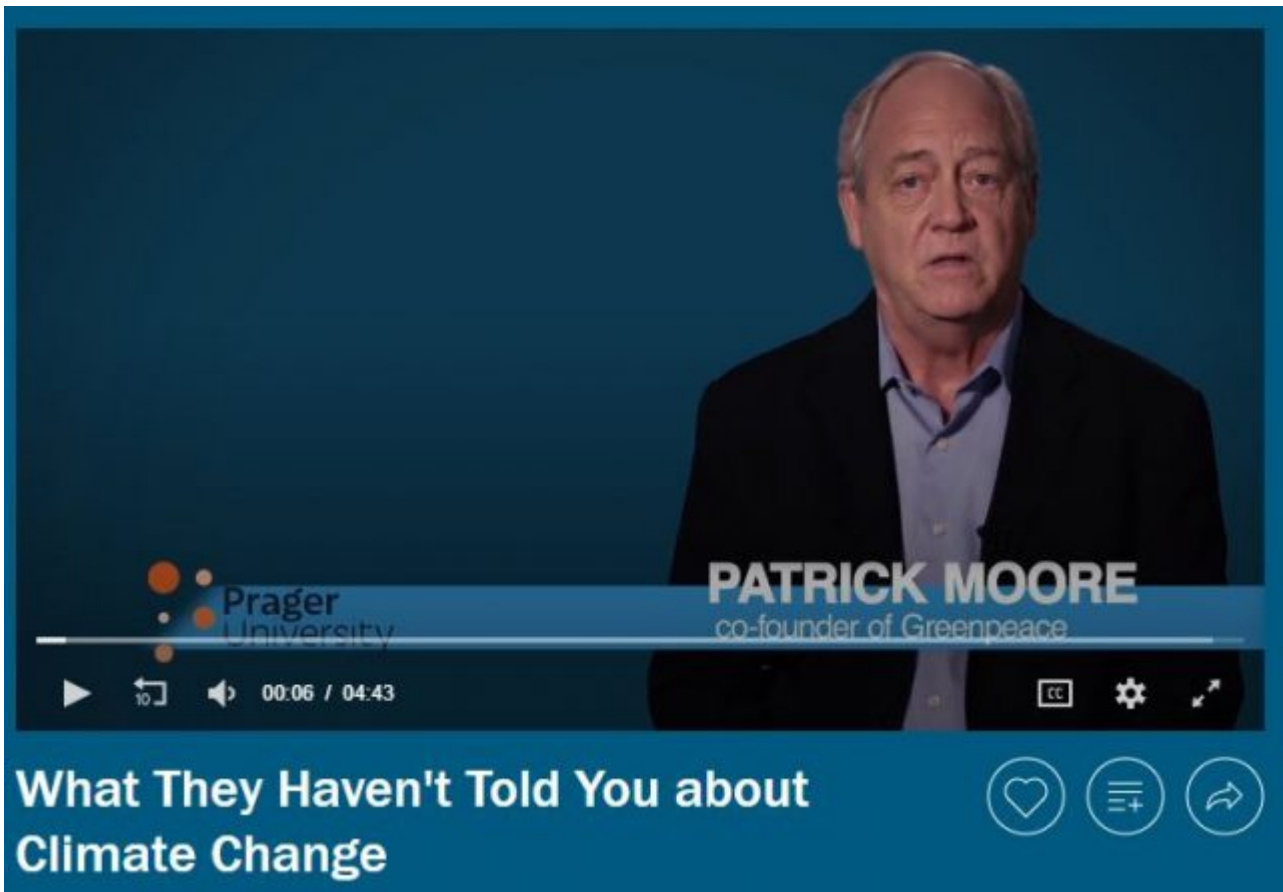 PATRICK MOORE
co-founder of Greenpeace
Prager
University
10
00:06 / 04:43
CC
What They Haven't Told You about
Climate Change